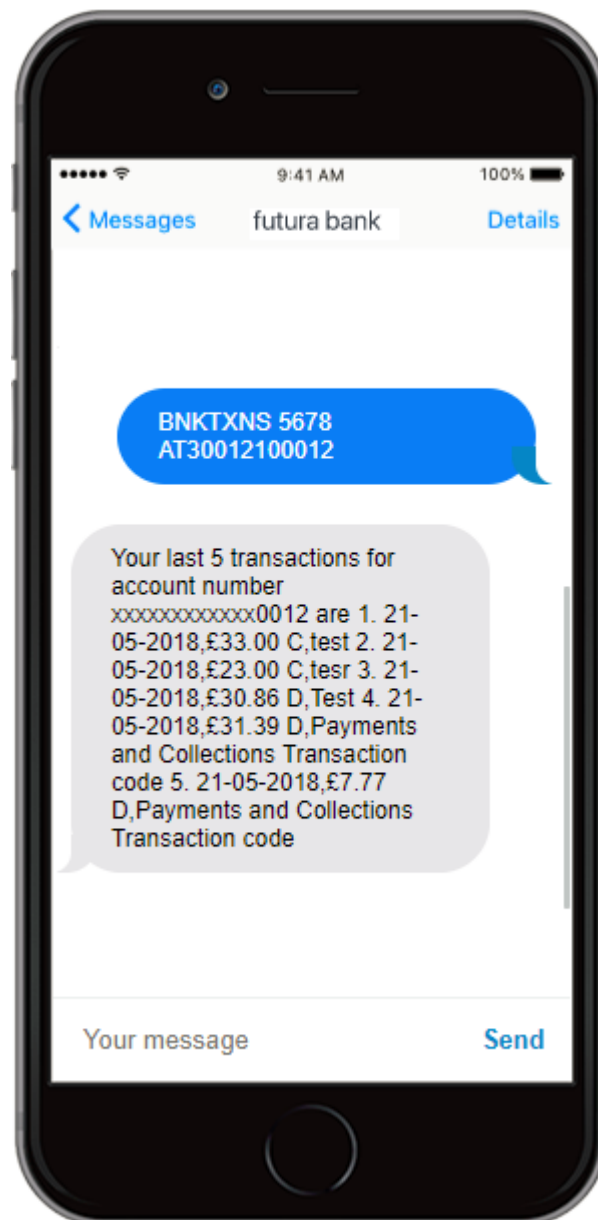 9:41 AM
100%
Messages
futura bank
Details
BNKTXNS 5678
AT30012100012
Your last 5 transactions for
account number
xxxxxxxxxxxx0012 are 1. 21-
05-2018,£33.00 C,test 2. 21-
05-2018,£23.00 C,tesr 3. 21-
05-2018,£30.86 D,Test 4. 21-
05-2018,£31.39 D,Payments
and Collections Transaction
code 5. 21-05-2018,£7.77
D,Payments and Collections
Transaction code
Your message
Send